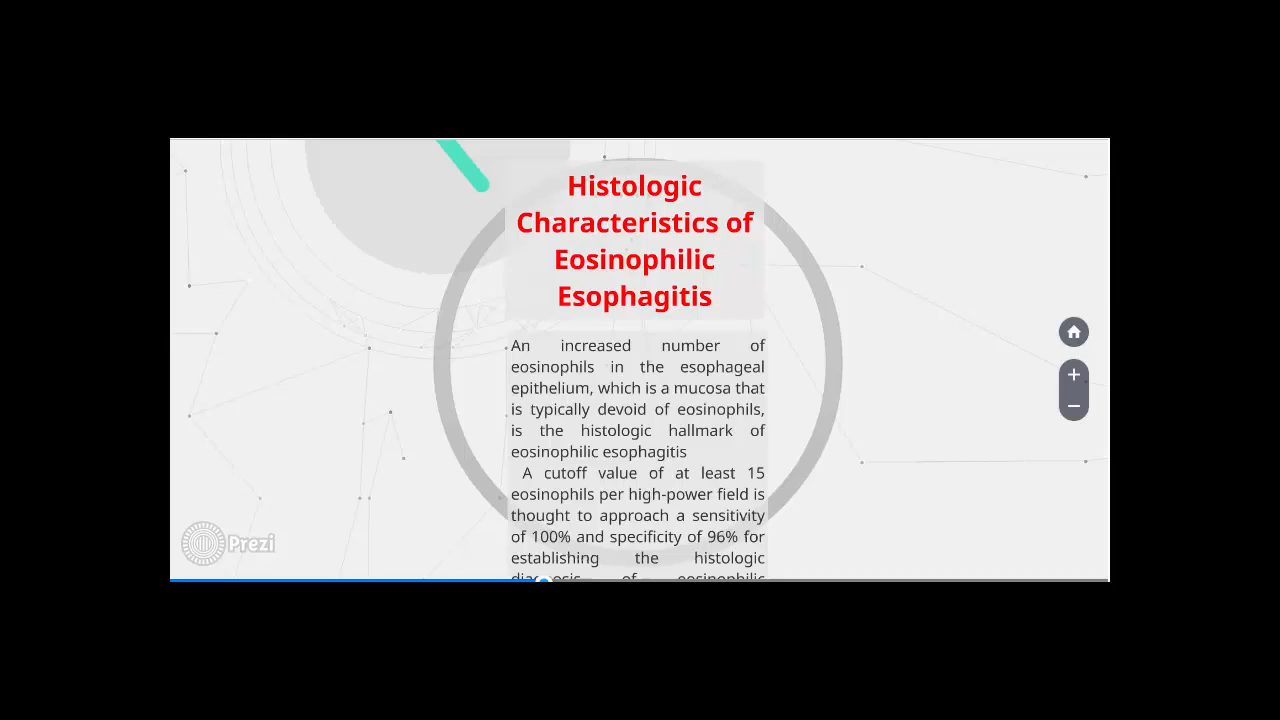 Histologic
Characteristics of
Eosinophilic
Esophagitis
An increased number of
eosinophils in the esophageal
epithelium, which is a mucosa that
is typically devoid of eosinophils,
is the histologic hallmark of
eosinophilic esophagitis
A cutoff value of at least 15
eosinophils per high-power field is
thought to approach a sensitivity
of 100% and specificity of 96% for
establishing the histologic
diagnosis of eosinophilic
Prezi